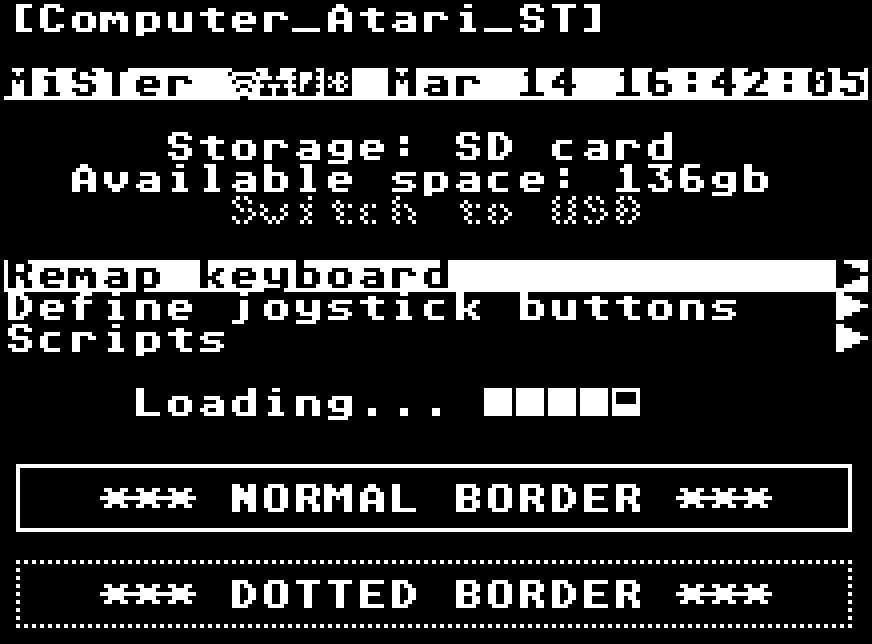 [Computer_Atari_ST]
MiSTer Mar 14 16:42:05
Storage: SD card
Available space: 136gb
Switch to USB
Remap keyboard
Define joystick buttons
Scripts
Loading...
*** NORMAL BORDER ***
*** DOTTED BORDER ***